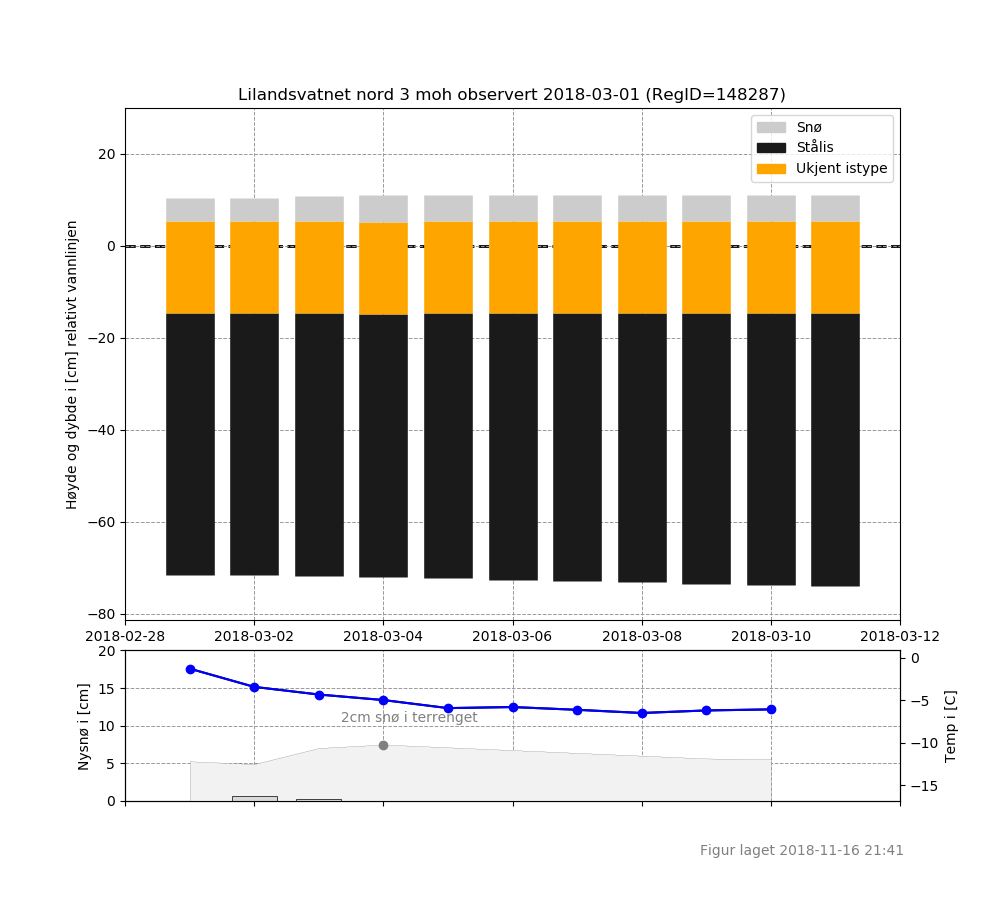 Lilandsvatnet nord 3 moh observert 2018-03-01 (RegID=148287)
Snø
Stålis
Ukjent istype
Høyde og dybde i [cm] relativt vannlinjen
20
0
−20
−40
−60
−80
2018-02-28 2018-03-02 2018-03-04 2018-03-06 2018-03-08 2018-03-10 2018-03-12
Nysnø i [cm]
20
15
10
5
0
2cm snø i terrenget
0
−5
−10
−15
Temp i [C]
Figur laget 2018-11-16 21:41